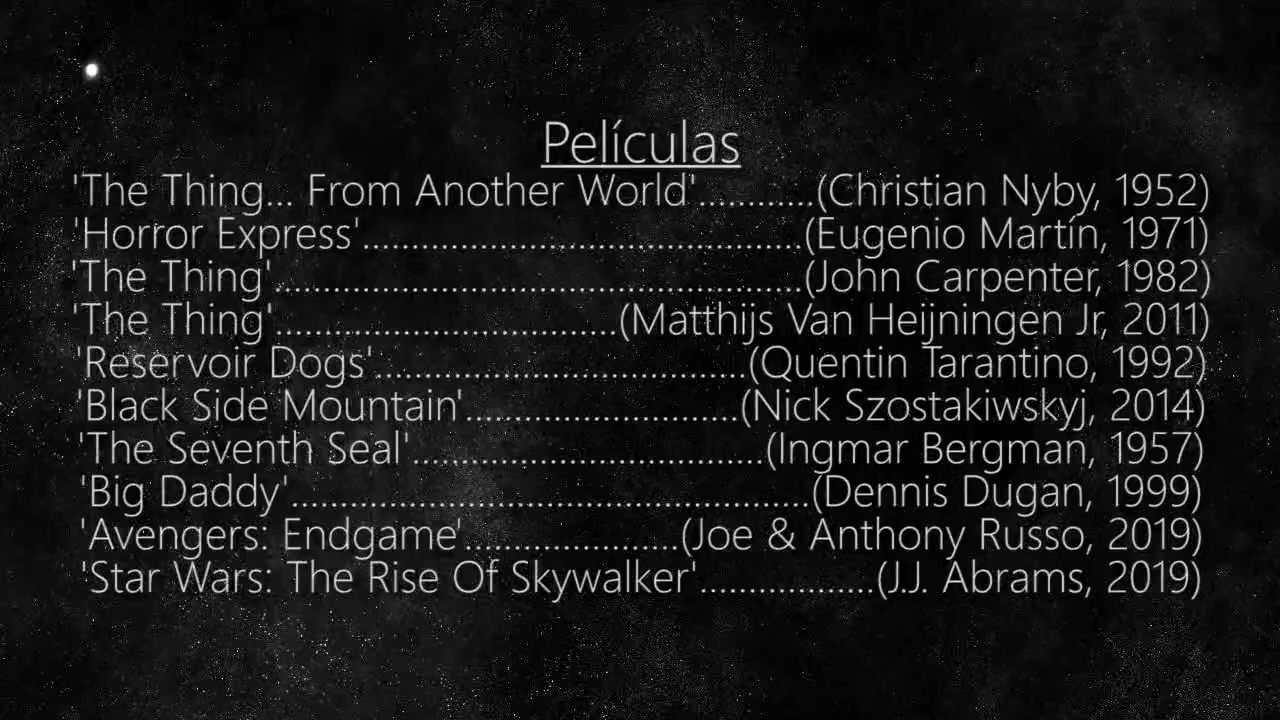 Películas
'The Thing... From Another World'............(Christian Nyby, 1952)
'Horror Express'.............................................(Eugenio Martín, 1971)
'The Thing'......................................................(John Carpenter, 1982)
'The Thing'...................................(Matthijs Van Heijningen Jr, 2011)
'Reservoir Dogs'......................................(Quentin Tarantino, 1992)
'Black Side Mountain'............................(Nick Szostakiwskyj, 2014)
'The Seventh Seal'....................................(Ingmar Bergman, 1957)
'Big Daddy'.....................................................(Dennis Dugan, 1999)
'Avengers: Endgame'......................(Joe & Anthony Russo, 2019)
'Star Wars: The Rise Of Skywalker'..................(J.J. Abrams, 2019)